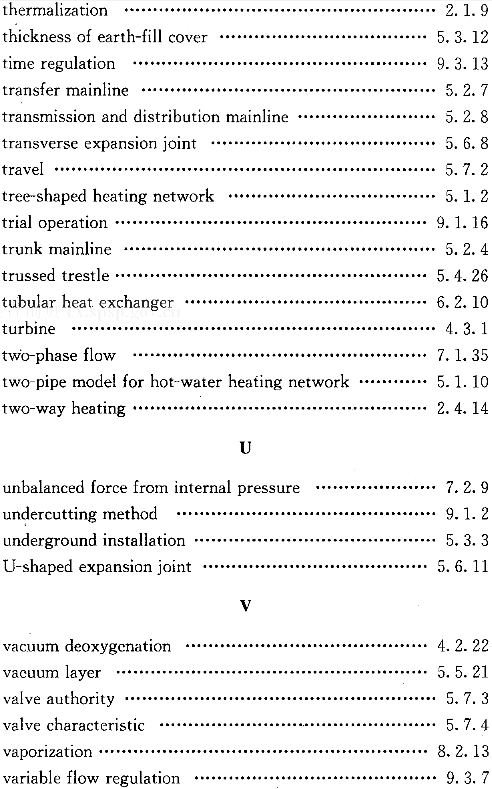 thermalization ………………………………………… 2.1.9
thickness of earth-fill cover ………………………… 5.3.12
time regulation ……………………………………… 9.3.13
transfer mainline ……………………………………… 5.2.7
transmission and distribution mainline ……………… 5.2.8
transverse expansion joint …………………………… 5.6.8
travel …………………………………………………… 5.7.2
tree-shaped heating network ………………………… 5.1.2
trial operation ………………………………………… 9.1.16
trunk mainline ………………………………………… 5.2.4
trussed trestle ………………………………………… 5.4.26
tubular heat exchanger ……………………………… 6.2.10
turbine ………………………………………………… 4.3.1
two-phase flow ……………………………………… 7.1.35
two-pipe model for hot-water heating network ……… 5.1.10
two-way heating ……………………………………… 2.4.14
U
unbalanced force from internal pressure …………… 7.2.9
undercutting method ………………………………… 9.1.2
underground installation ……………………………… 5.3.3
U-shaped expansion joint …………………………… 5.6.11
V
vacuum deoxygenation ……………………………… 4.2.22
vacuum layer ………………………………………… 5.5.21
valve authority ………………………………………… 5.7.3
valve characteristic …………………………………… 5.7.4
vaporization …………………………………………… 8.2.13
variable flow regulation ……………………………… 9.3.7